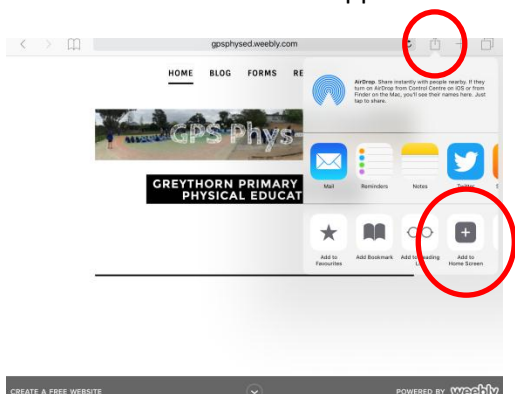 gpsphysed.weebly.com
HOME BLOG FORMS RE
AirDrop. Share instantly with people nearby. If they
turn on AirDrop from Control Centre on iOS or from
Finder on the Mac, you'll see their names here. Just
tap to share.
GPS Phys
GREYTHORN PRIMARY
PHYSICAL EDUCAT
Mail Reminders Notes Twitter
Add to
Favourites
Add Bookmark
Add to Reading
Add to
Home Screen
CREATE A FREE WEBSITE
POWERED BY weebly